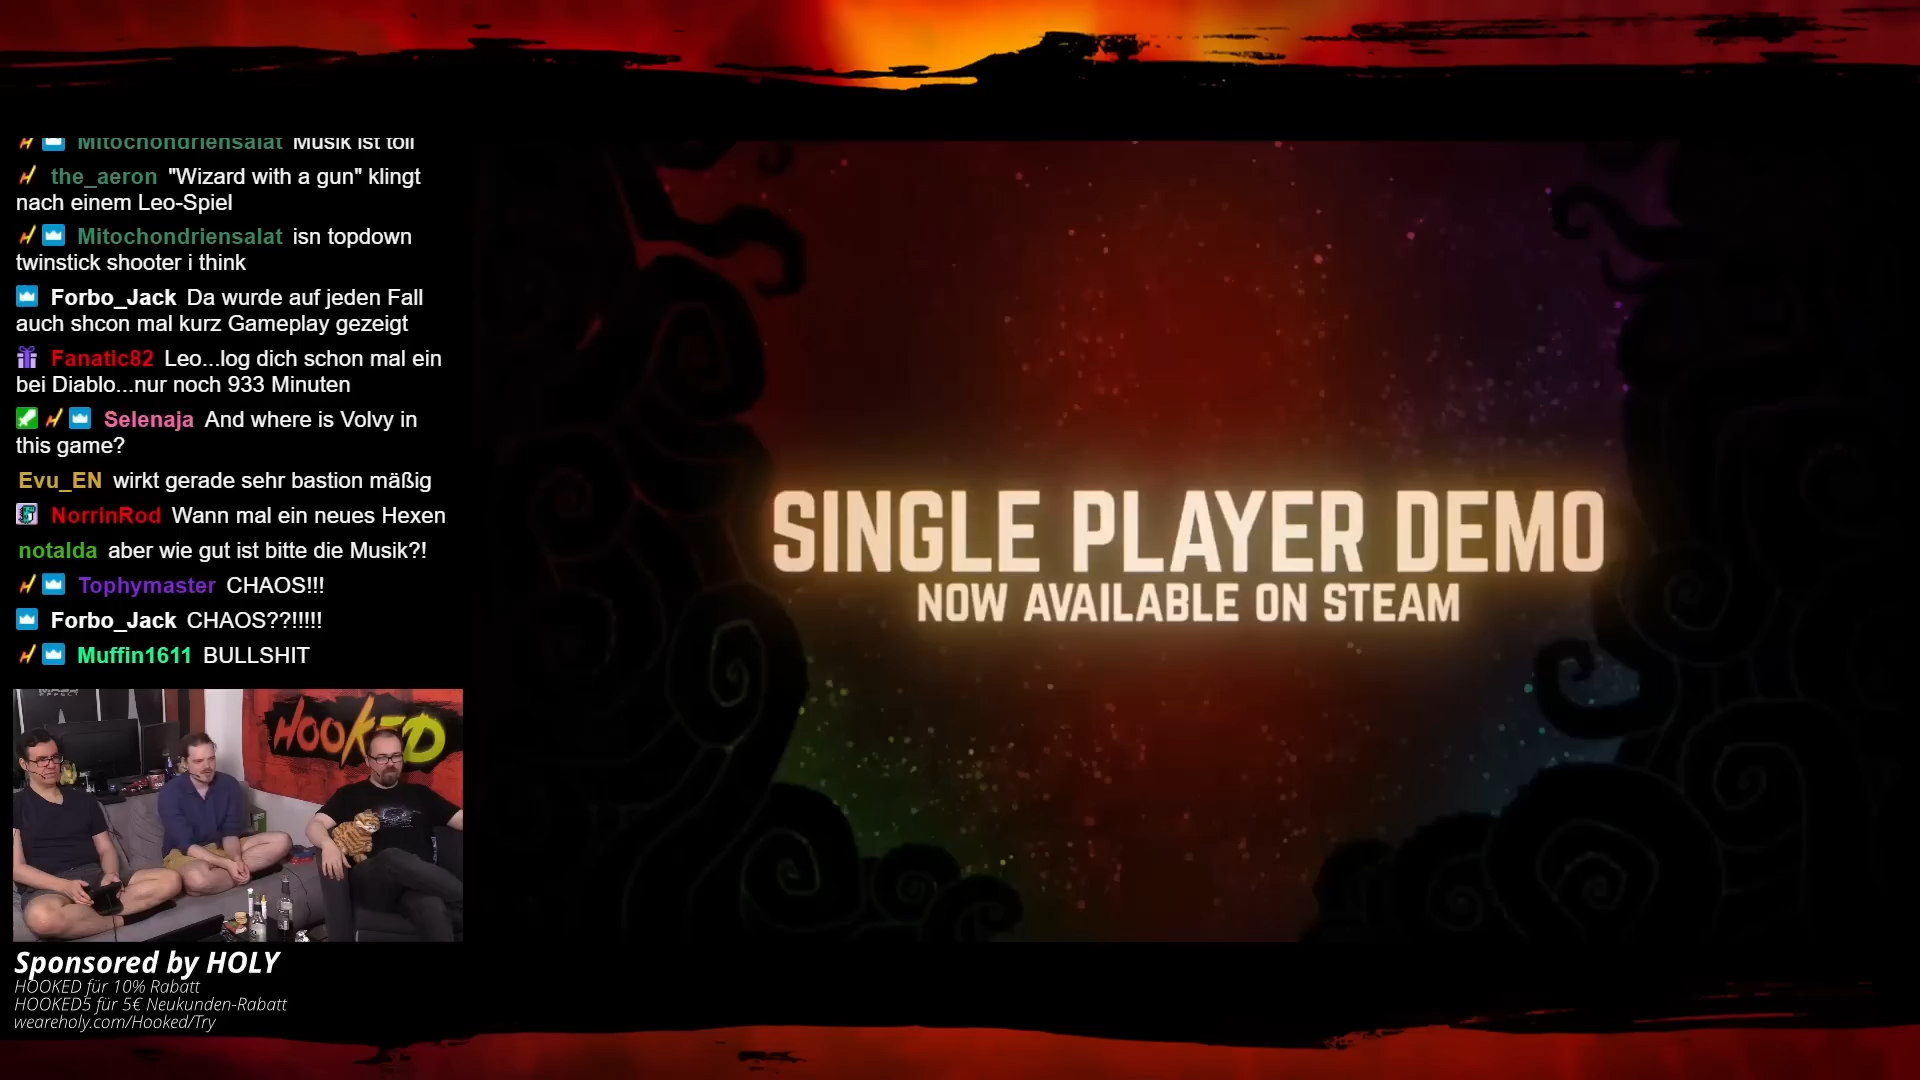 Mitochondriensalat Musik ist toll
the_aeron "Wizard with a gun" klingt
nach einem Leo-Spiel
Mitochondriensalat isn topdown
twinstick shooter i think
Forbo_Jack Da wurde auf jeden Fall
auch shcon mal kurz Gameplay gezeigt
Fanatic82 Leo...log dich schon mal ein
bei Diablo...nur noch 933 Minuten
Selenaja And where is Volvy in
this game?
Evu_EN wirkt gerade sehr bastion mäßig
NorrinRod Wann mal ein neues Hexen
notalda aber wie gut ist bitte die Musik?!
Tophymaster CHAOS!!!
Forbo_Jack CHAOS??!!!!!
Muffin1611 BULLSHIT
SINGLE PLAYER DEMO
NOW AVAILABLE ON STEAM
HOOKED
Sponsored by HOLY
HOOKED für 10% Rabatt
HOOKED5 für 5€ Neukunden-Rabatt
weareholy.com/Hooked/Try